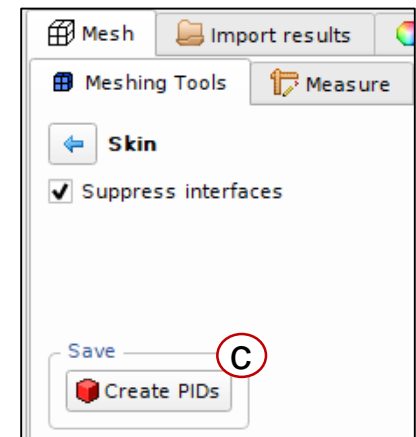 Mesh Import results
Meshing Tools Measure
Skin
Suppress interfaces
Save C
Create PIDs